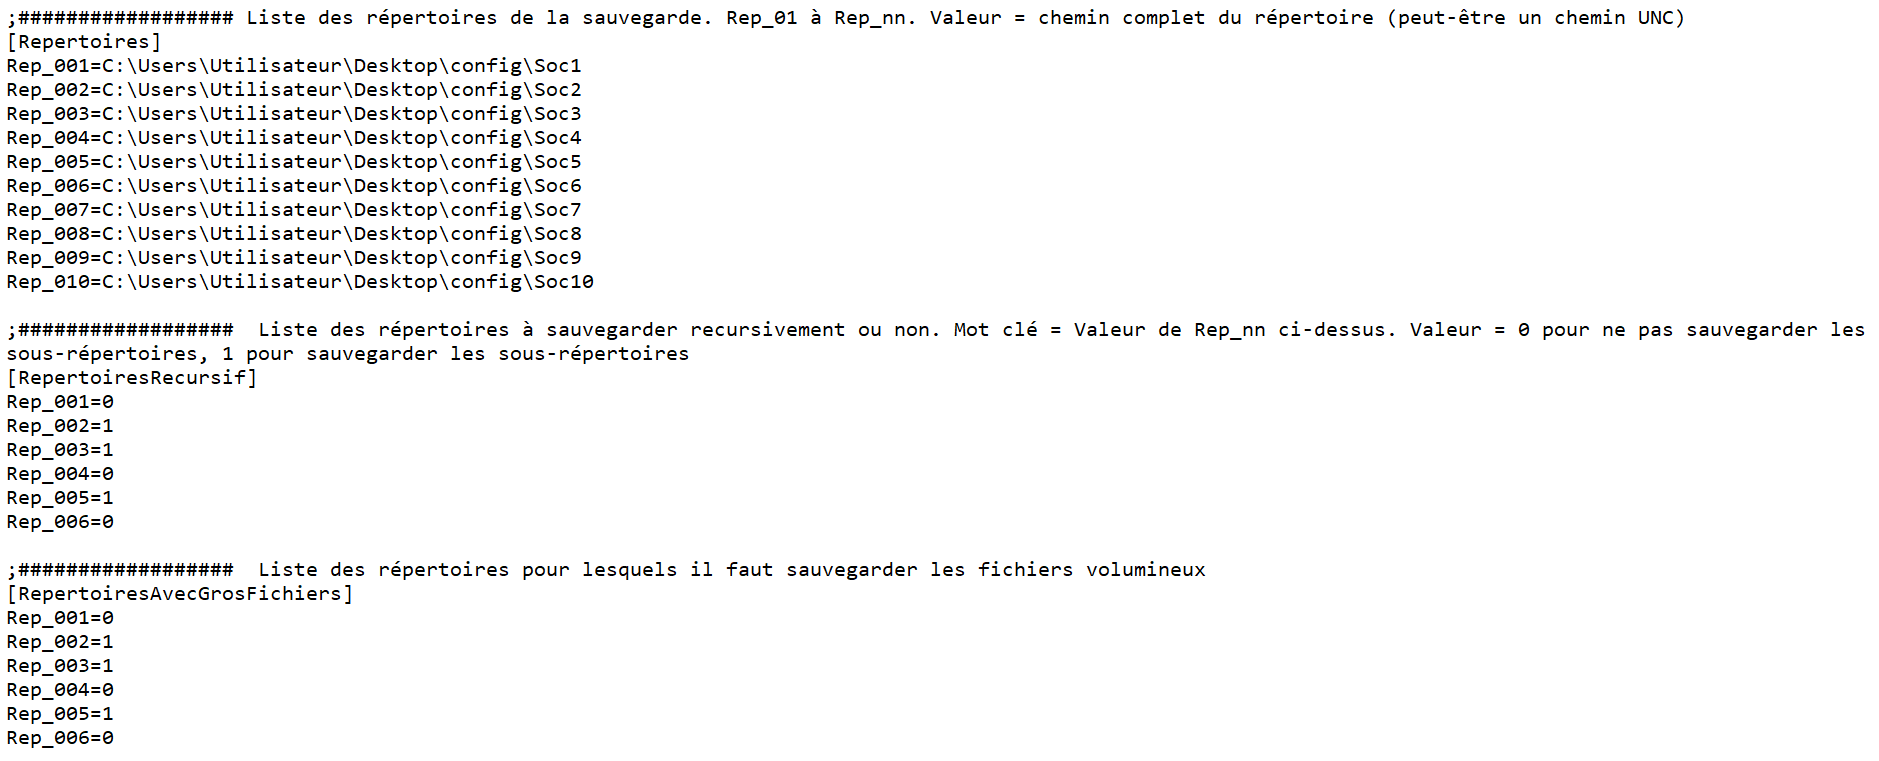 ;################## Liste des répertoires de la sauvegarde. Rep_01 à Rep_nn. Valeur = chemin complet du répertoire (peut-être un chemin UNC)
[Repertoires]
Rep_001=C:\Users\Utilisateur\Desktop\config\Soc1
Rep_002=C:\Users\Utilisateur\Desktop\config\Soc2
Rep_003=C:\Users\Utilisateur\Desktop\config\Soc3
Rep_004=C:\Users\Utilisateur\Desktop\config\Soc4
Rep_005=C:\Users\Utilisateur\Desktop\config\Soc5
Rep_006=C:\Users\Utilisateur\Desktop\config\Soc6
Rep_007=C:\Users\Utilisateur\Desktop\config\Soc7
Rep_008=C:\Users\Utilisateur\Desktop\config\Soc8
Rep_009=C:\Users\Utilisateur\Desktop\config\Soc9
Rep_010=C:\Users\Utilisateur\Desktop\config\Soc10

;##################  Liste des répertoires à sauvegarder recursivement ou non. Mot clé = Valeur de Rep_nn ci-dessus. Valeur = 0 pour ne pas sauvegarder les
sous-répertoires, 1 pour sauvegarder les sous-répertoires
[RepertoiresRecursif]
Rep_001=0
Rep_002=1
Rep_003=1
Rep_004=0
Rep_005=1
Rep_006=0

;##################  Liste des répertoires pour lesquels il faut sauvegarder les fichiers volumineux
[RepertoiresAvecGrosFichiers]
Rep_001=0
Rep_002=1
Rep_003=1
Rep_004=0
Rep_005=1
Rep_006=0